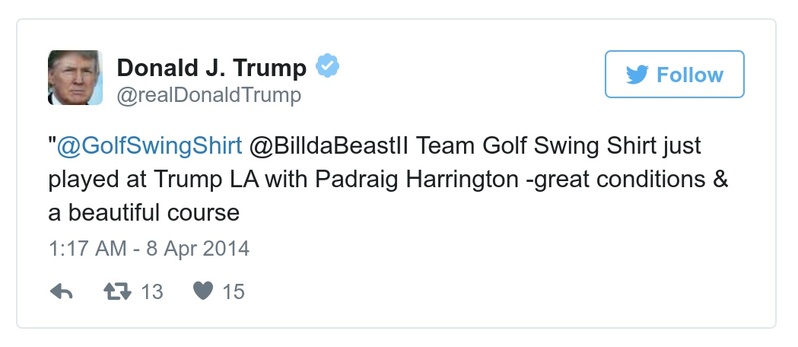 Donald J. Trump
@realDonaldTrump
Follow
"@GolfSwingShirt @BilldaBeastII Team Golf Swing Shirt just
played at Trump LA with Padraig Harrington -great conditions &
a beautiful course
1:17 AM - 8 Apr 2014
13 15